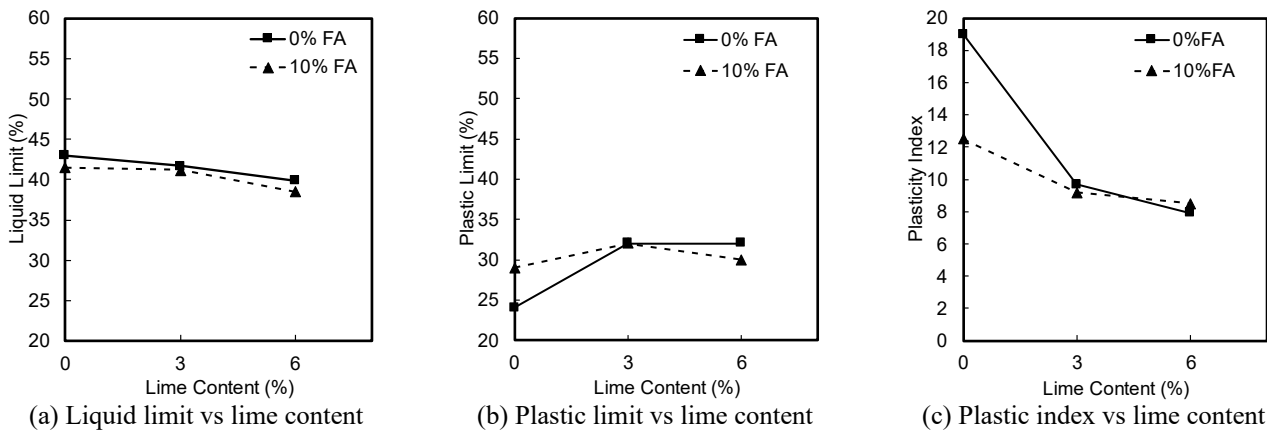 60
55
50
45
40
35
30
25
20
Liquid Limit (%)
0% FA
10% FA
0 3 6
Lime Content (%)
(a) Liquid limit vs lime content
60
55
50
45
40
35
30
25
20
Plastic Limit (%)
0% FA
10% FA
0 3 6
Lime Content (%)
(b) Plastic limit vs lime content
20
18
16
14
12
10
8
6
4
2
0
Plasticity Index
0%FA
10%FA
0 3 6
Lime Content (%)
(c) Plastic index vs lime content